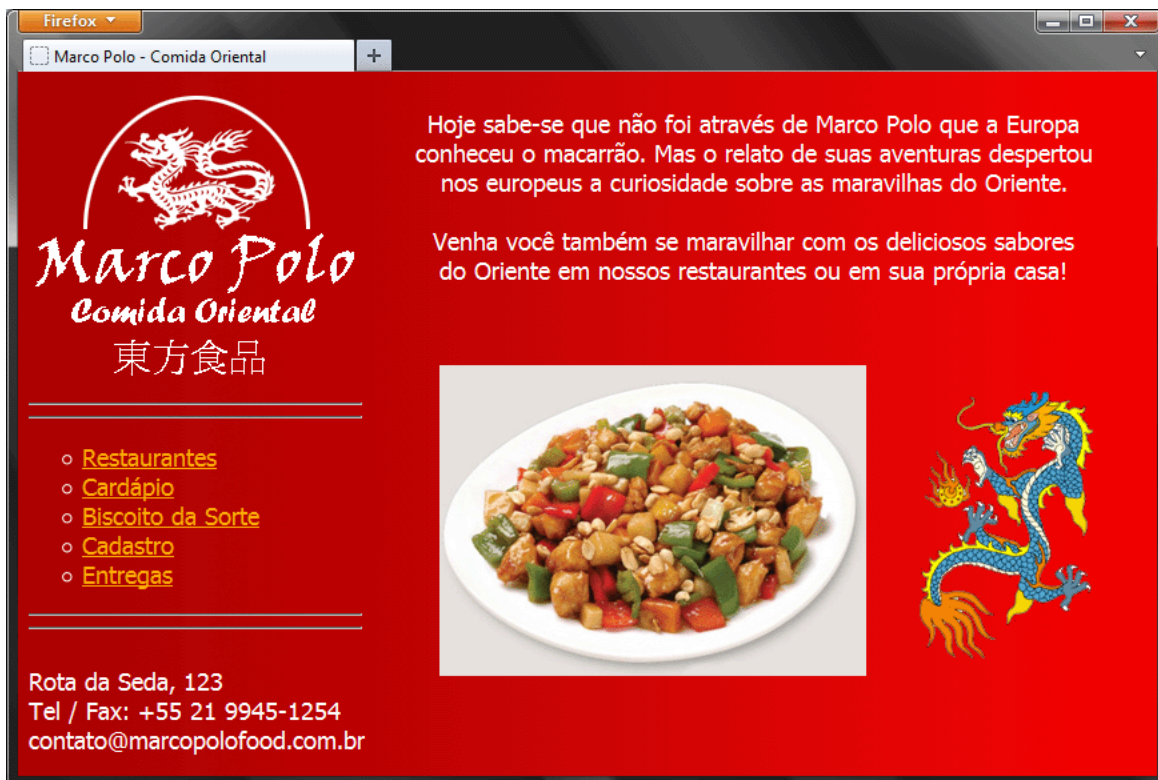 Firefox
Marco Polo - Comida Oriental
Marco Polo
Comida Oriental
東方食品
Restaurantes
Cardápio
Biscoito da Sorte
Cadastro
Entregas
Rota da Seda, 123
Tel / Fax: +55 21 9945-1254
contato@marcopolofood.com.br
Hoje sabe-se que não foi através de Marco Polo que a Europa
conheceu o macarrão. Mas o relato de suas aventuras despertou
nos europeus a curiosidade sobre as maravilhas do Oriente.
Venha você também se maravilhar com os deliciosos sabores
do Oriente em nossos restaurantes ou em sua própria casa!